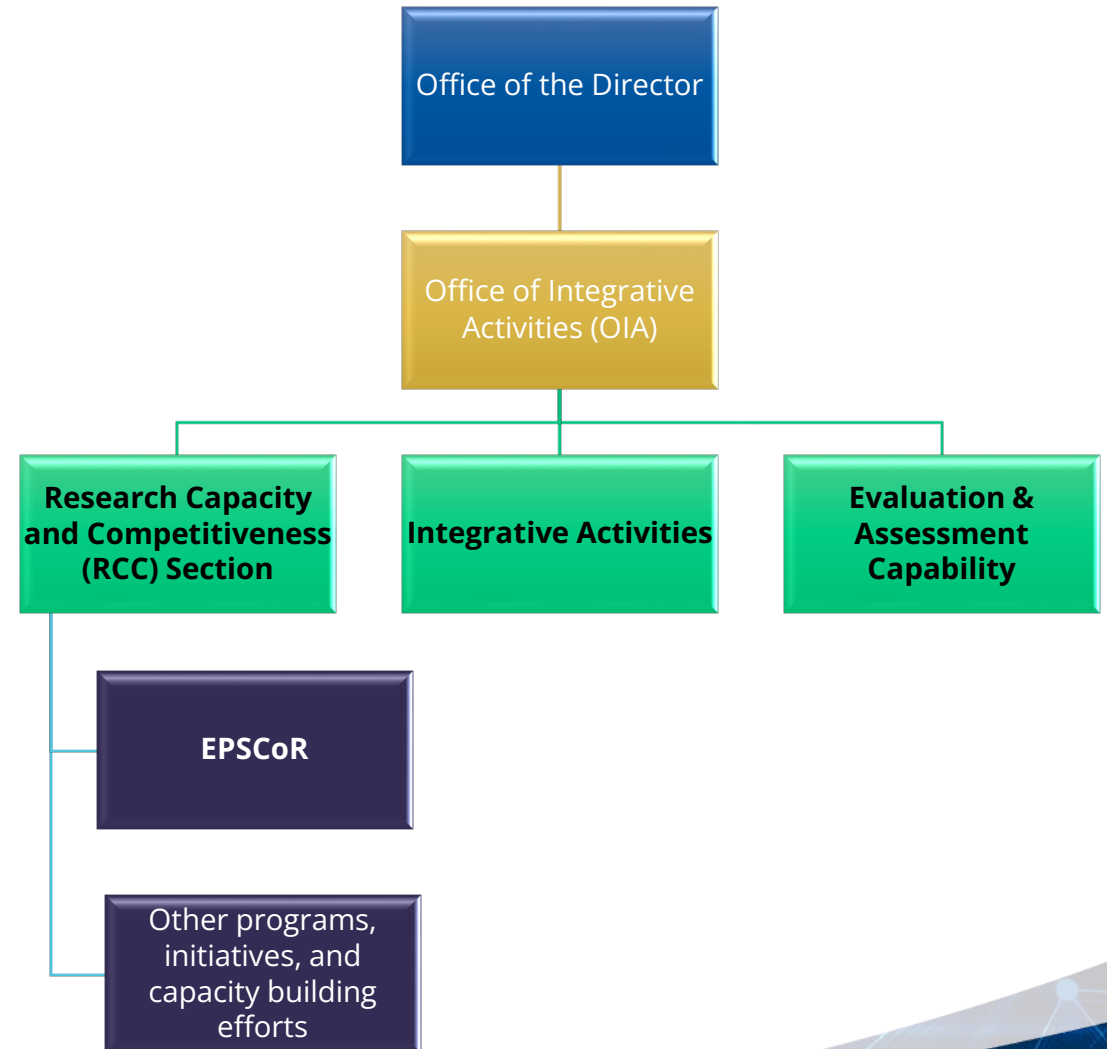 Office of the Director
Office of Integrative
Activities (OIA)
Research Capacity
and Competitiveness
(RCC) Section
Integrative Activities
Evaluation &
Assessment
Capability
EPSCoR
Other programs,
initiatives, and
capacity building
efforts